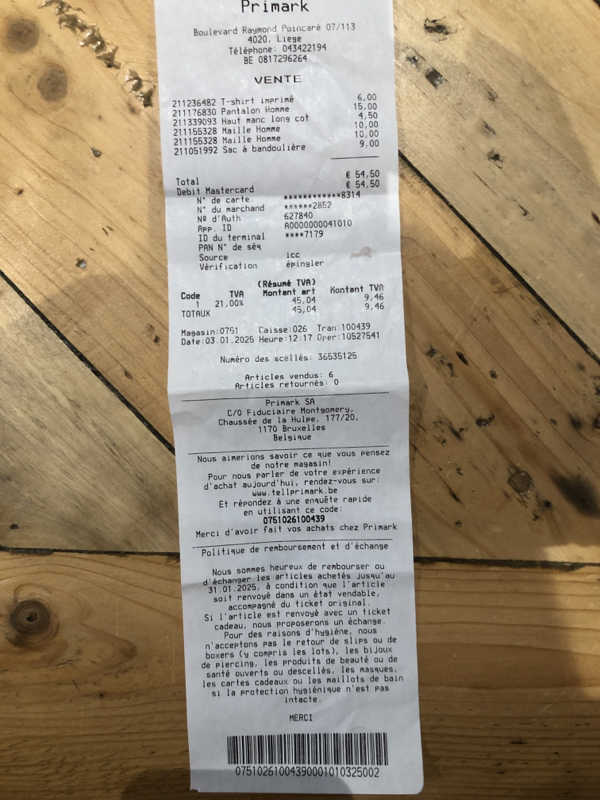 Primark
Boulevard Raymond Poincaré 07/113
4020, Liege
Téléphone: 043422194
BE 0817296264
VENTE
211236482 T-shirt imprimé 6,00
211176830 Pantalon Homme 15,00
211339093 Haut manc long cot 4,50
211155328 Maille Homme 10,00
211155328 Maille Homme 10,00
211051992 Sac à bandoulière 9,00
Total € 54,50
Debit Mastercard € 54,50
N° de carte ************8314
N° du marchand ******2852
Nº d'Auth 627840
App. ID A0000000041010
ID du terminal ****7179
PAN N° de séq
Source icc
Vérification épingler
(Résumé TVA)
Code TVA Montant art Montant TVA
1 21,00% 45,04 9,46
TOTAUX 45,04 9,46
Magasin:0751 Caisse:026 Tran:100439
Date:03.01.2025 Heure:12:17 Oper:10527541
Numéro des scellés: 36535125
Articles vendus: 6
Articles retournés: 0
Primark SA
C/O Fiduciaire Montgomery,
Chaussée de la Hulpe, 177/20,
1170 Bruxelles
Belgique
Nous aimerions savoir ce que vous pensez
de notre magasin!
Pour nous parler de votre expérience
d'achat aujourd'hui, rendez-vous sur:
www.tellprimark.be
Et répondez à une enquête rapide
en utilisant ce code:
0751026100439
Merci d'avoir fait vos achats chez Primark
Politique de remboursement et d'échange
Nous sommes heureux de rembourser ou
d'échanger les articles achetés jusqu'au
31.01.2025, à condition que l'article
soit renvoyé dans un état vendable,
accompagné du ticket original.
Si l'article est renvoyé avec un ticket
cadeau, nous proposerons un échange.
Pour des raisons d'hygiène, nous
n'acceptons pas le retour de slips ou de
boxers (y compris les lots), les bijoux
de piercing, les produits de beauté ou de
santé ouverts ou descellés, les masques,
les cartes cadeaux ou les maillots de bain
si la protection hygiénique n'est pas
intacte.
MERCI
07510261004390001010325002